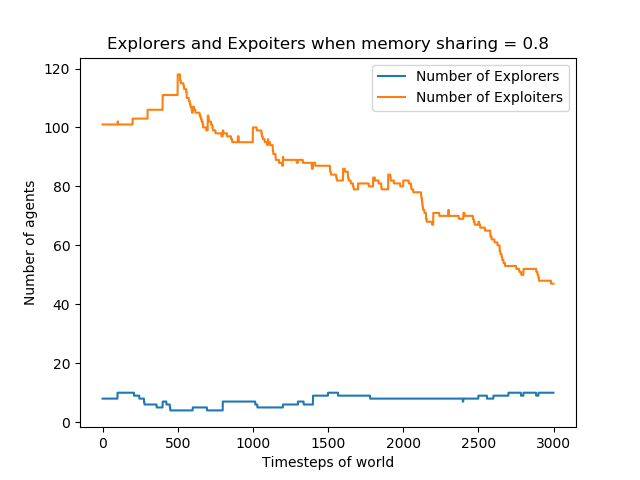 Explorers and Expoiters when memory sharing = 0.8
Number of Explorers
Number of Exploiters
Number of agents
120
100
80
60
40
20
0
0 500 1000 1500 2000 2500 3000
Timesteps of world